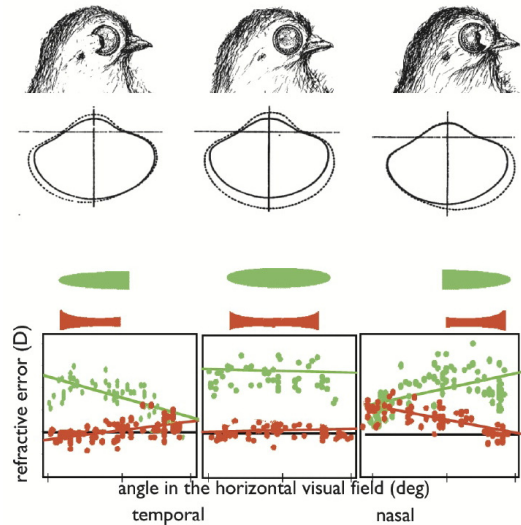 refractive error (D)
angle in the horizontal visual field (deg)
temporal
nasal